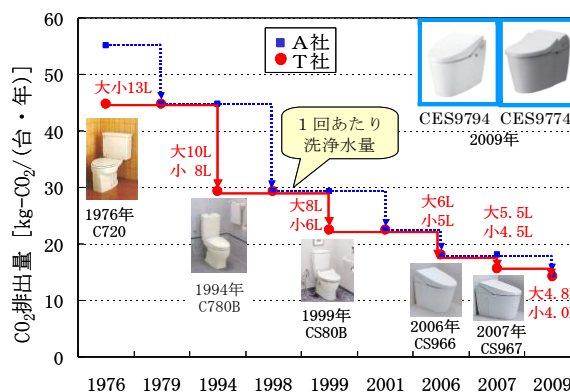 CO₂排出量 [kg-CO₂/(台・年)]
60
50
40
30
20
10
0
A社
T社
大小13L
大10L
小 8L
1回あたり
洗浄水量
大8L
小6L
大6L
小5L
大5.5L
小4.5L
大4.8L
小4.0L
CES9794
CES9774
2009年
1976年
C720
1994年
C780B
1999年
CS80B
2006年
CS966
2007年
CS967
1976 1979 1994 1998 1999 2001 2006 2007 2009